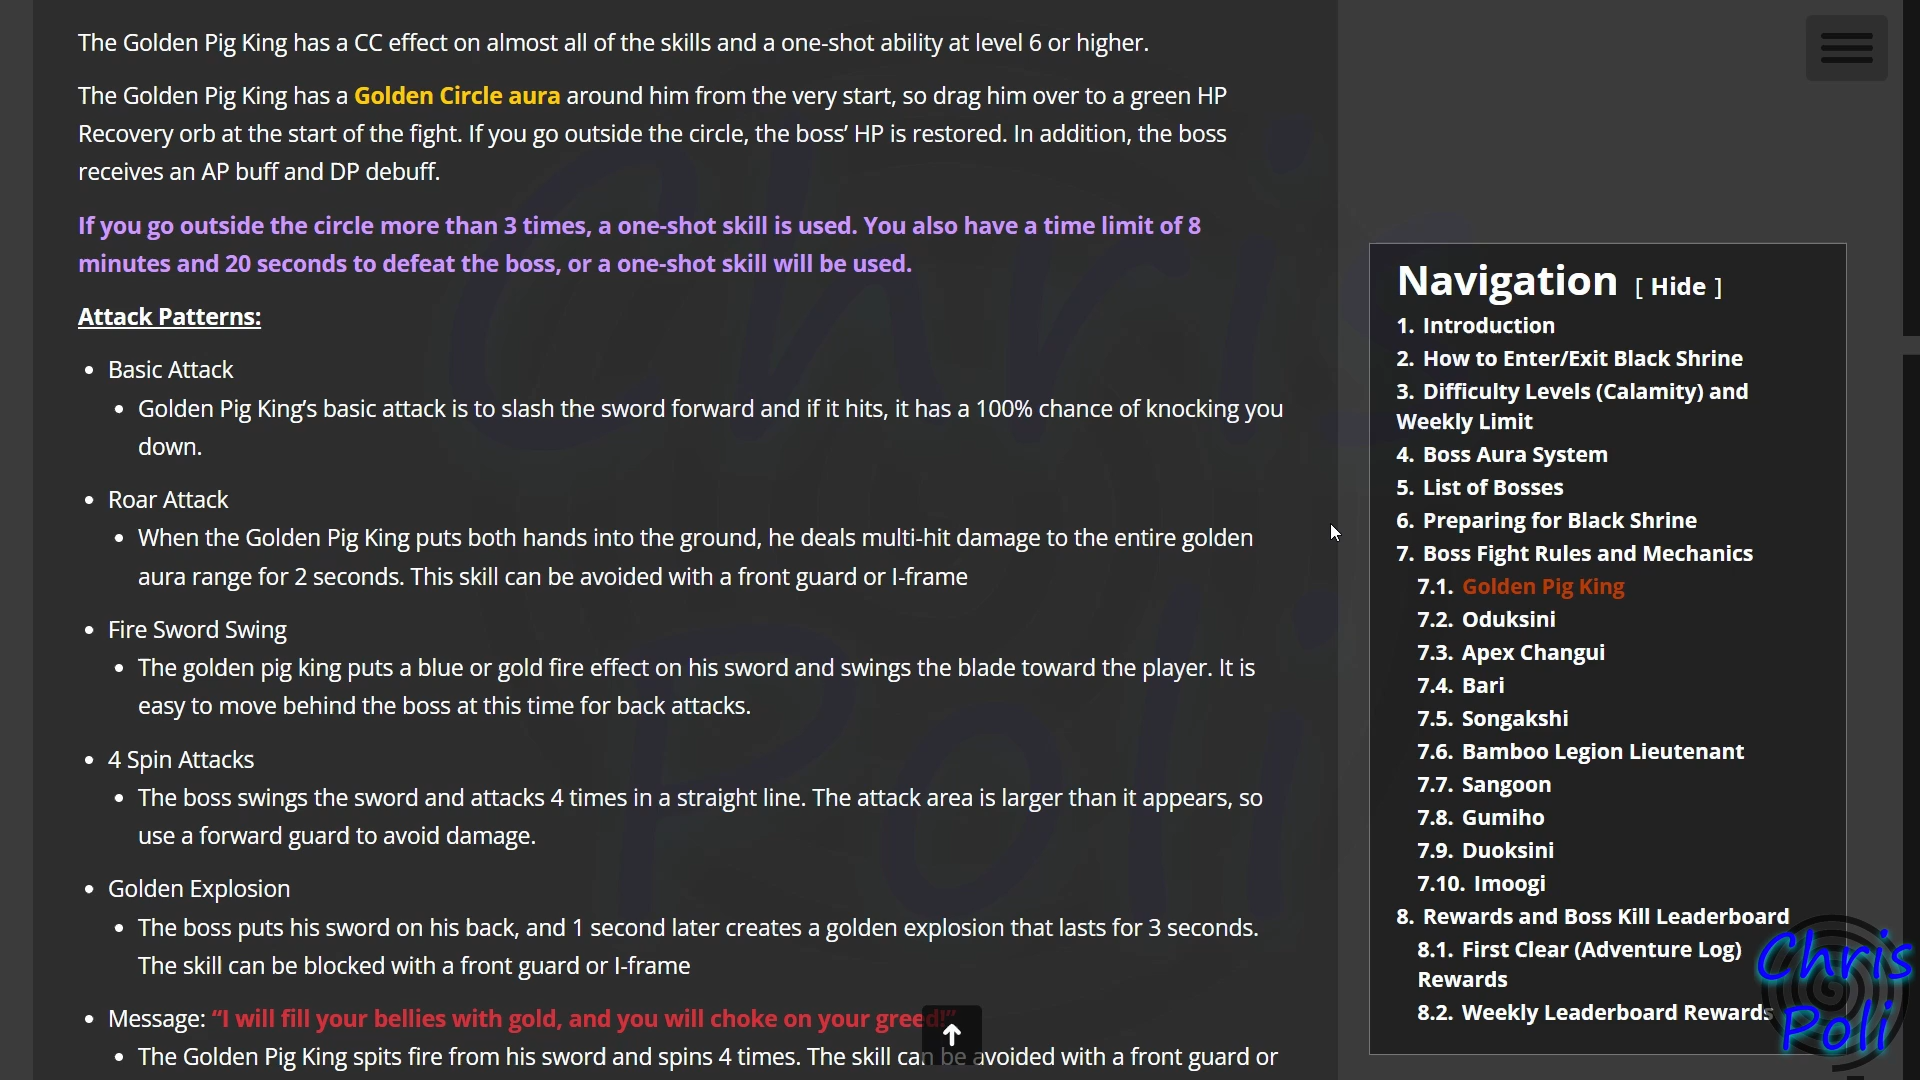 The Golden Pig King has a CC effect on almost all of the skills and a one-shot ability at level 6 or higher.
The Golden Pig King has a Golden Circle aura around him from the very start, so drag him over to a green HP
Recovery orb at the start of the fight. If you go outside the circle, the boss’ HP is restored. In addition, the boss
receives an AP buff and DP debuff.
If you go outside the circle more than 3 times, a one-shot skill is used. You also have a time limit of 8
minutes and 20 seconds to defeat the boss, or a one-shot skill will be used.
Attack Patterns:
• Basic Attack
• Golden Pig King’s basic attack is to slash the sword forward and if it hits, it has a 100% chance of knocking you
down.
• Roar Attack
• When the Golden Pig King puts both hands into the ground, he deals multi-hit damage to the entire golden
aura range for 2 seconds. This skill can be avoided with a front guard or I-frame
• Fire Sword Swing
• The golden pig king puts a blue or gold fire effect on his sword and swings the blade toward the player. It is
easy to move behind the boss at this time for back attacks.
• 4 Spin Attacks
• The boss swings the sword and attacks 4 times in a straight line. The attack area is larger than it appears, so
use a forward guard to avoid damage.
• Golden Explosion
• The boss puts his sword on his back, and 1 second later creates a golden explosion that lasts for 3 seconds.
The skill can be blocked with a front guard or I-frame
• Message: “I will fill your bellies with gold, and you will choke on your greed!”
• The Golden Pig King spits fire from his sword and spins 4 times. The skill can be avoided with a front guard or
Navigation [ Hide ]
1. Introduction
2. How to Enter/Exit Black Shrine
3. Difficulty Levels (Calamity) and
Weekly Limit
4. Boss Aura System
5. List of Bosses
6. Preparing for Black Shrine
7. Boss Fight Rules and Mechanics
7.1. Golden Pig King
7.2. Oduksini
7.3. Apex Changui
7.4. Bari
7.5. Songakshi
7.6. Bamboo Legion Lieutenant
7.7. Sangoon
7.8. Gumiho
7.9. Duoksini
7.10. Imoogi
8. Rewards and Boss Kill Leaderboard
8.1. First Clear (Adventure Log)
Rewards
8.2. Weekly Leaderboard Rewards
Chris
Poli